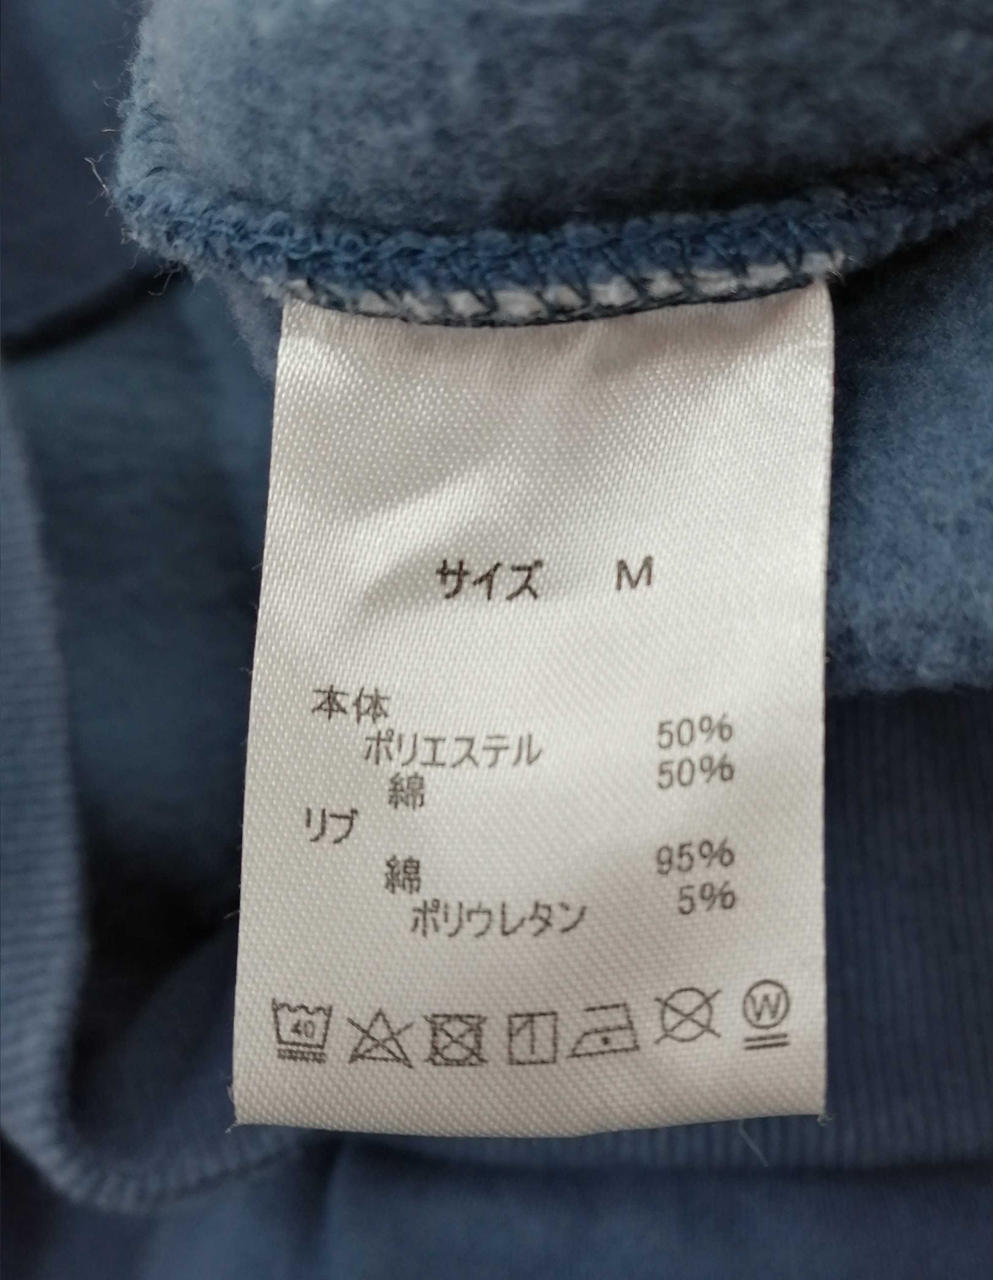 サイズ M
本体
ポリエステル 50%
綿 50%
リブ
綿 95%
ポリウレタン 5%
40 W